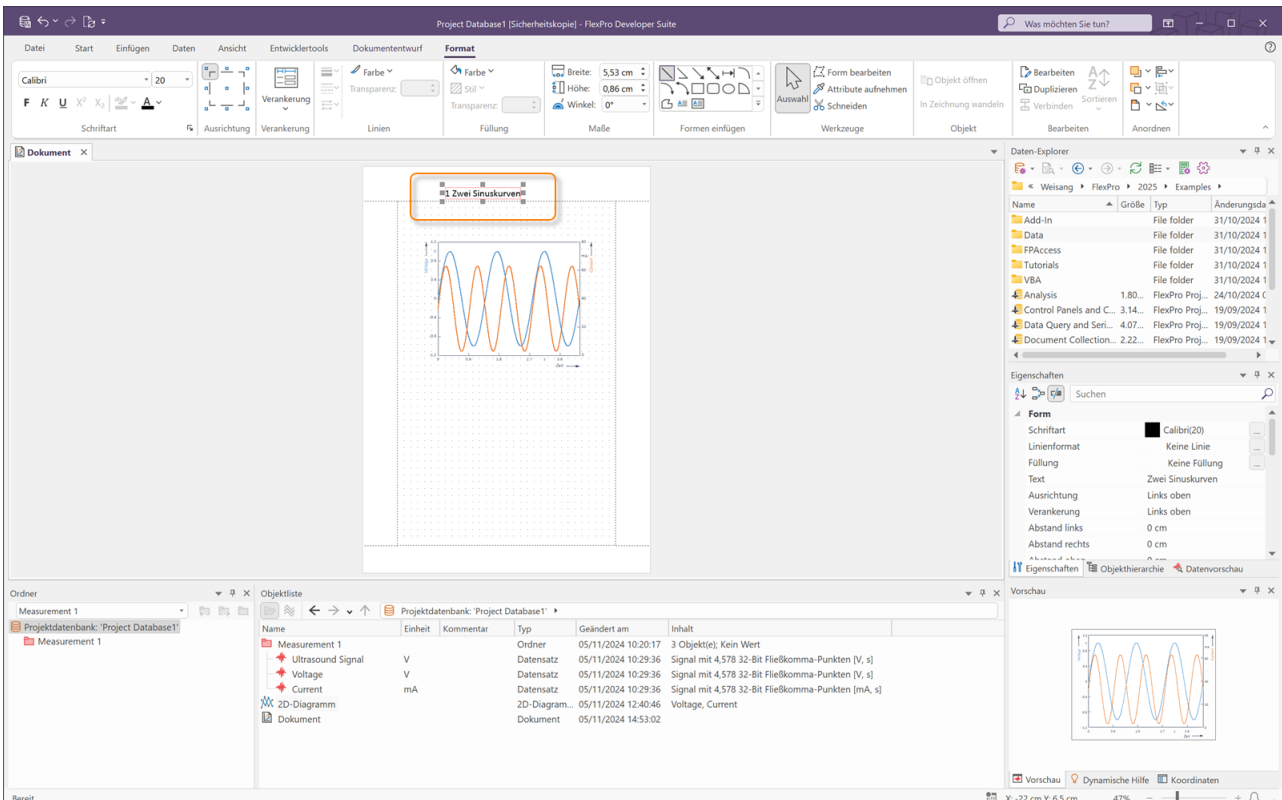 Project Database1 [Sicherheitskopie] - FlexPro Developer Suite
Was möchten Sie tun?
Datei Start Einfügen Daten Ansicht Entwicklertools Dokumententwurf Format
Calibri 20
F K U X² X₂ A
Schriftart
Ausrichtung
Verankerung
Verankerung
Farbe
Transparenz:
Linien
Farbe
Stil
Transparenz:
Füllung
Breite: 5,53 cm
Höhe: 0,86 cm
Winkel: 0°
Maße
Formen einfügen
Auswahl
Form bearbeiten
Attribute aufnehmen
Schneiden
Werkzeuge
Objekt öffnen
In Zeichnung wandeln
Objekt
Bearbeiten
Duplizieren
Verbinden
Sortieren
Bearbeiten
Anordnen
Dokument
1 Zwei Sinuskurven
Zeit
Daten-Explorer
« Weisang FlexPro 2025 Examples
Name Größe Typ Änderungsda
Add-In File folder 31/10/2024 1
Data File folder 31/10/2024 1
FPAccess File folder 31/10/2024 1
Tutorials File folder 31/10/2024 1
VBA File folder 31/10/2024 1
Analysis 1.80... FlexPro Proj... 24/10/2024 0
Control Panels and C... 3.14... FlexPro Proj... 19/09/2024 1
Data Query and Seri... 4.07... FlexPro Proj... 19/09/2024 1
Document Collection... 2.22... FlexPro Proj... 19/09/2024 1
Eigenschaften
Suchen
Form
Schriftart Calibri(20) ...
Linienformat Keine Linie ...
Füllung Keine Füllung ...
Text Zwei Sinuskurven
Ausrichtung Links oben
Verankerung Links oben
Abstand links 0 cm
Abstand rechts 0 cm
Eigenschaften Objekthierarchie Datenvorschau
Ordner
Measurement 1
Projektdatenbank: 'Project Database1'
Measurement 1
Objektliste
Projektdatenbank: 'Project Database1'
Name Einheit Kommentar Typ Geändert am Inhalt
Measurement 1 Ordner 05/11/2024 10:20:17 3 Objekt(e); Kein Wert
Ultrasound Signal V Datensatz 05/11/2024 10:29:36 Signal mit 4,578 32-Bit Fließkomma-Punkten [V, s]
Voltage V Datensatz 05/11/2024 10:29:36 Signal mit 4,578 32-Bit Fließkomma-Punkten [V, s]
Current mA Datensatz 05/11/2024 10:29:36 Signal mit 4,578 32-Bit Fließkomma-Punkten [mA, s]
2D-Diagramm 2D-Diagram... 05/11/2024 12:40:46 Voltage, Current
Dokument Dokument 05/11/2024 14:53:02
Vorschau
Vorschau Dynamische Hilfe Koordinaten
Bereit
X: -22 cm Y: 6,5 cm 47%